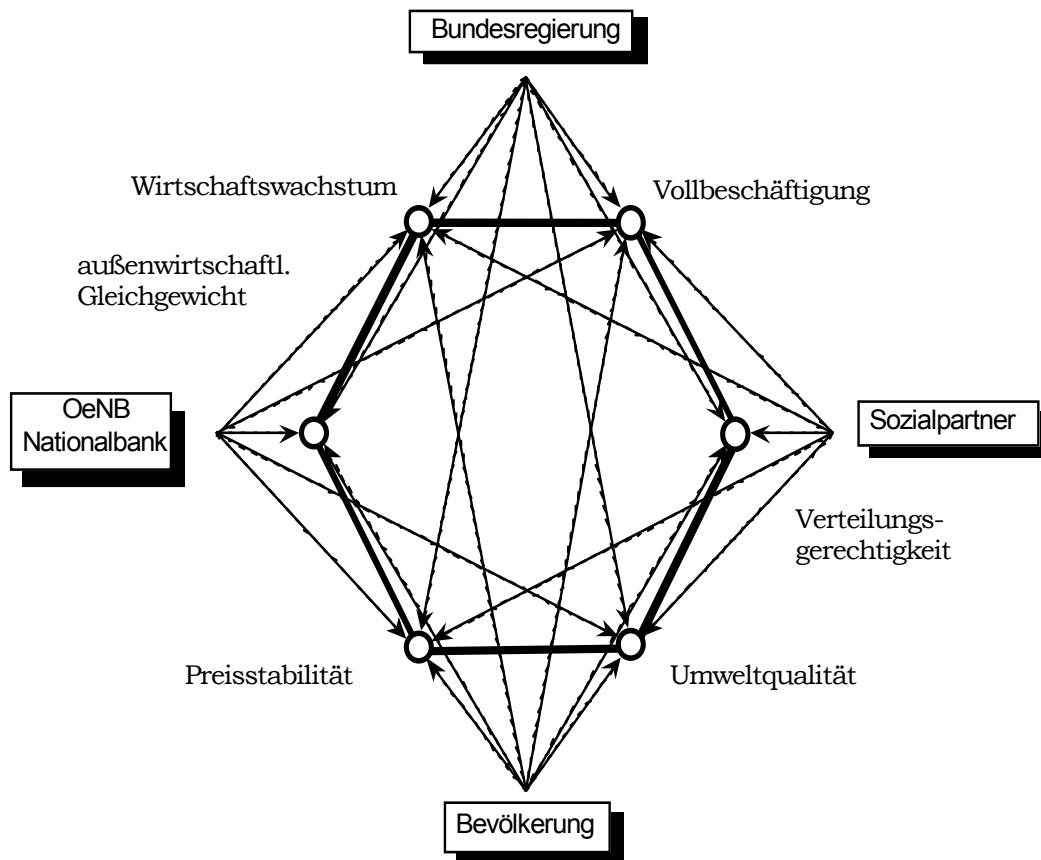 Bundesregierung
Wirtschaftswachstum
Vollbeschäftigung
außenwirtschaftl.
Gleichgewicht
OeNB
Nationalbank
Sozialpartner
Verteilungs-
gerechtigkeit
Preisstabilität
Umweltqualität
Bevölkerung